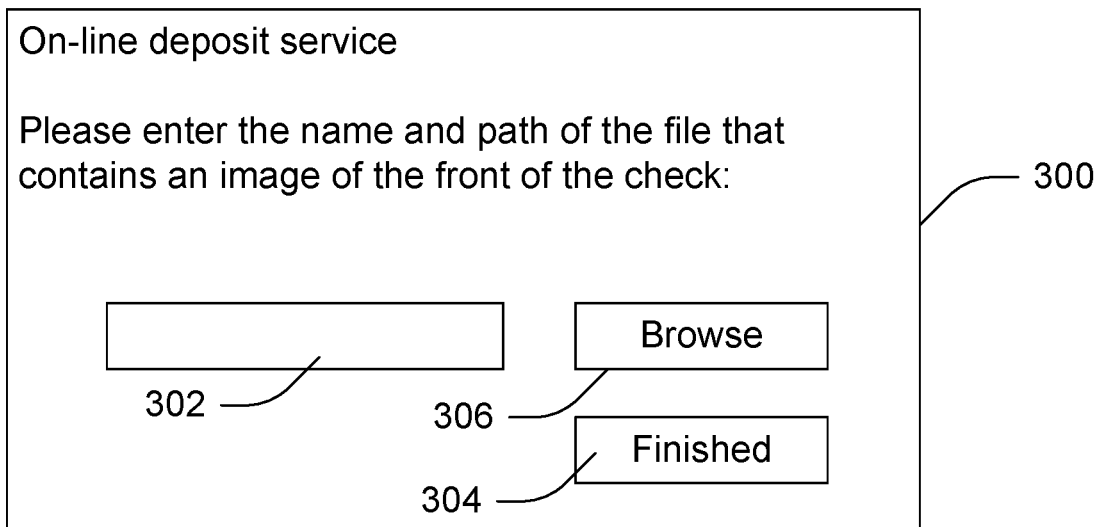 On-line deposit service
Please enter the name and path of the file that
contains an image of the front of the check:
300
Browse
302
306
Finished
304